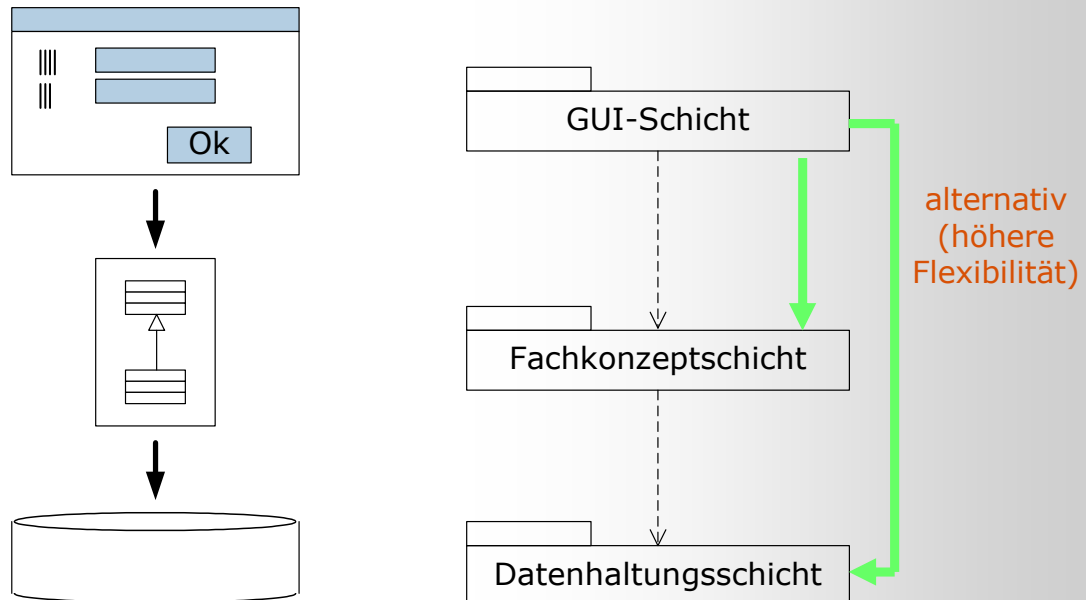 Ok
GUI-Schicht
alternativ
(höhere
Flexibilität)
Fachkonzeptschicht
Datenhaltungsschicht